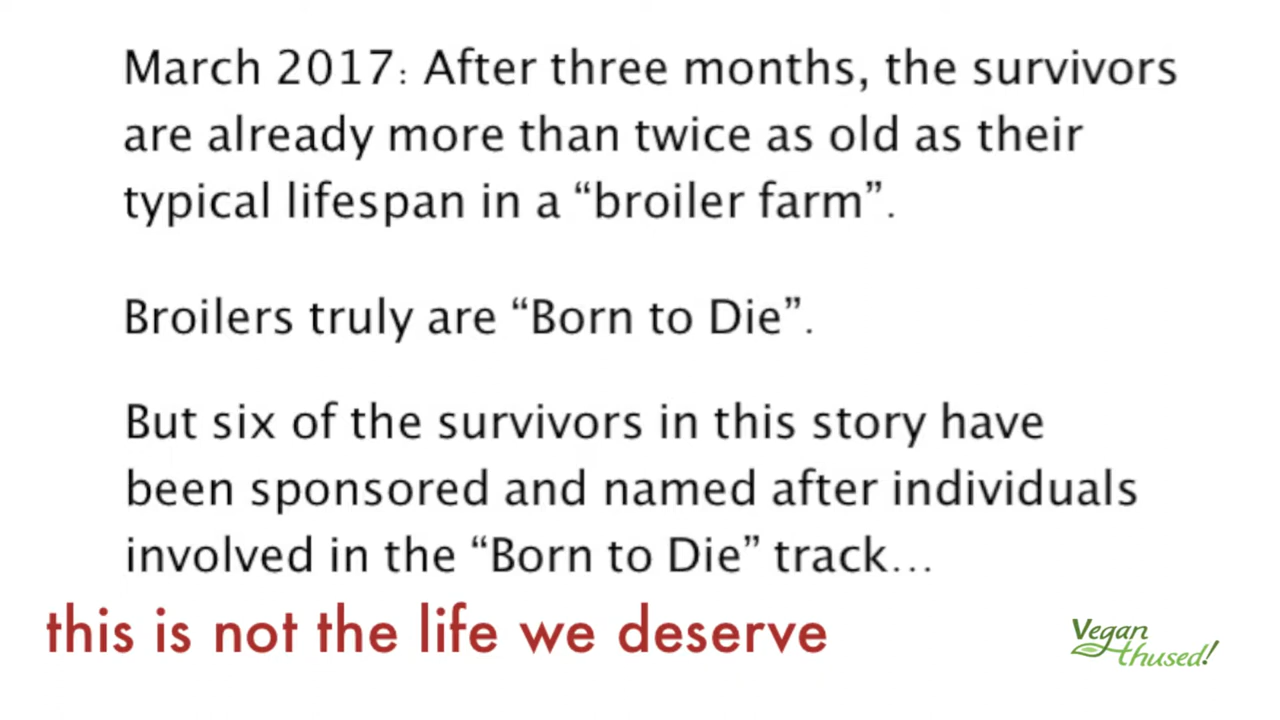 March 2017: After three months, the survivors
are already more than twice as old as their
typical lifespan in a “broiler farm”.
Broilers truly are “Born to Die”.
But six of the survivors in this story have
been sponsored and named after individuals
involved in the “Born to Die” track…
this is not the life we deserve
Vegan
thused!